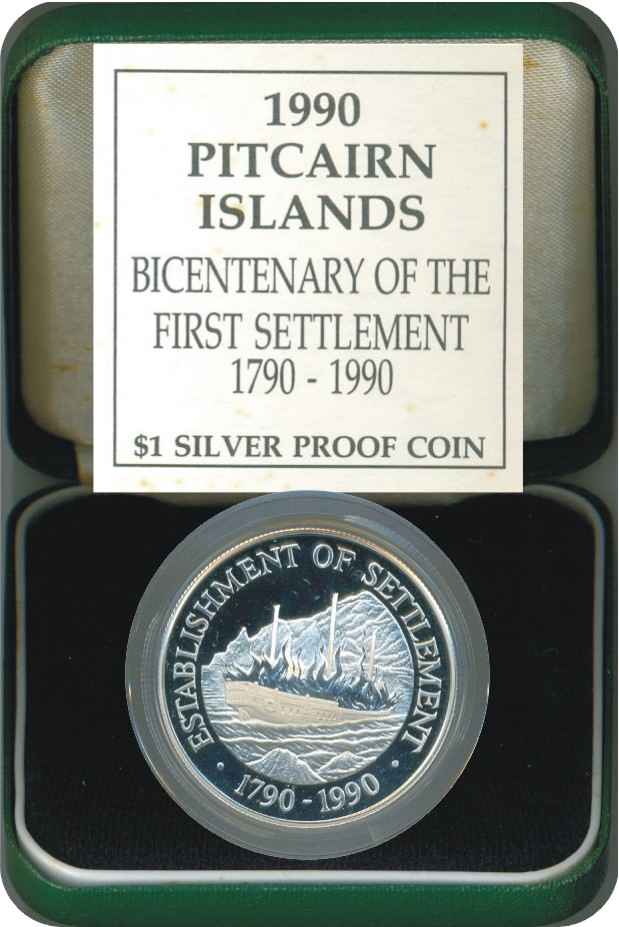 1990
PITCAIRN
ISLANDS
BICENTENARY OF THE
FIRST SETTLEMENT
1790 - 1990
$1 SILVER PROOF COIN
ESTABLISHMENT OF SETTLEMENT
· 1790 - 1990 ·